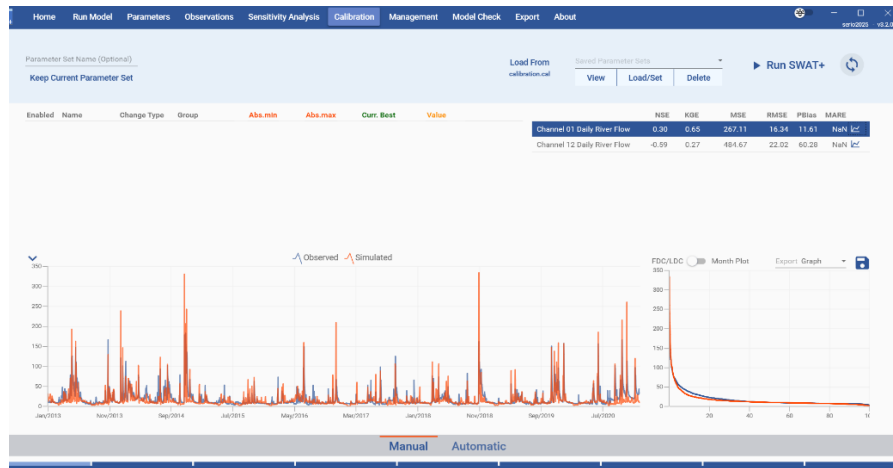 Home Run Model Parameters Observations Sensitivity Analysis Calibration Management Model Check Export About
serio2025 v3.2.0
Parameter Set Name (Optional)
Keep Current Parameter Set
Load From
calibration.cal
Saved Parameter Sets
View Load/Set Delete
Run SWAT+
Enabled Name Change Type Group Abs.min Abs.max Curr. Best Value
NSE KGE MSE RMSE PBias MARE
Channel 01 Daily River Flow 0.30 0.65 267.11 16.34 11.61 NaN
Channel 12 Daily River Flow -0.59 0.27 484.67 22.02 60.28 NaN
Observed Simulated
350
300
250
200
150
100
50
0
Jan/2013 Nov/2013 Sep/2014 Jul/2015 May/2016 Mar/2017 Jan/2018 Nov/2018 Sep/2019 Jul/2020
FDC/LDC Month Plot Export Graph
350
300
250
200
150
100
50
0
20 40 60 80 10
Manual Automatic